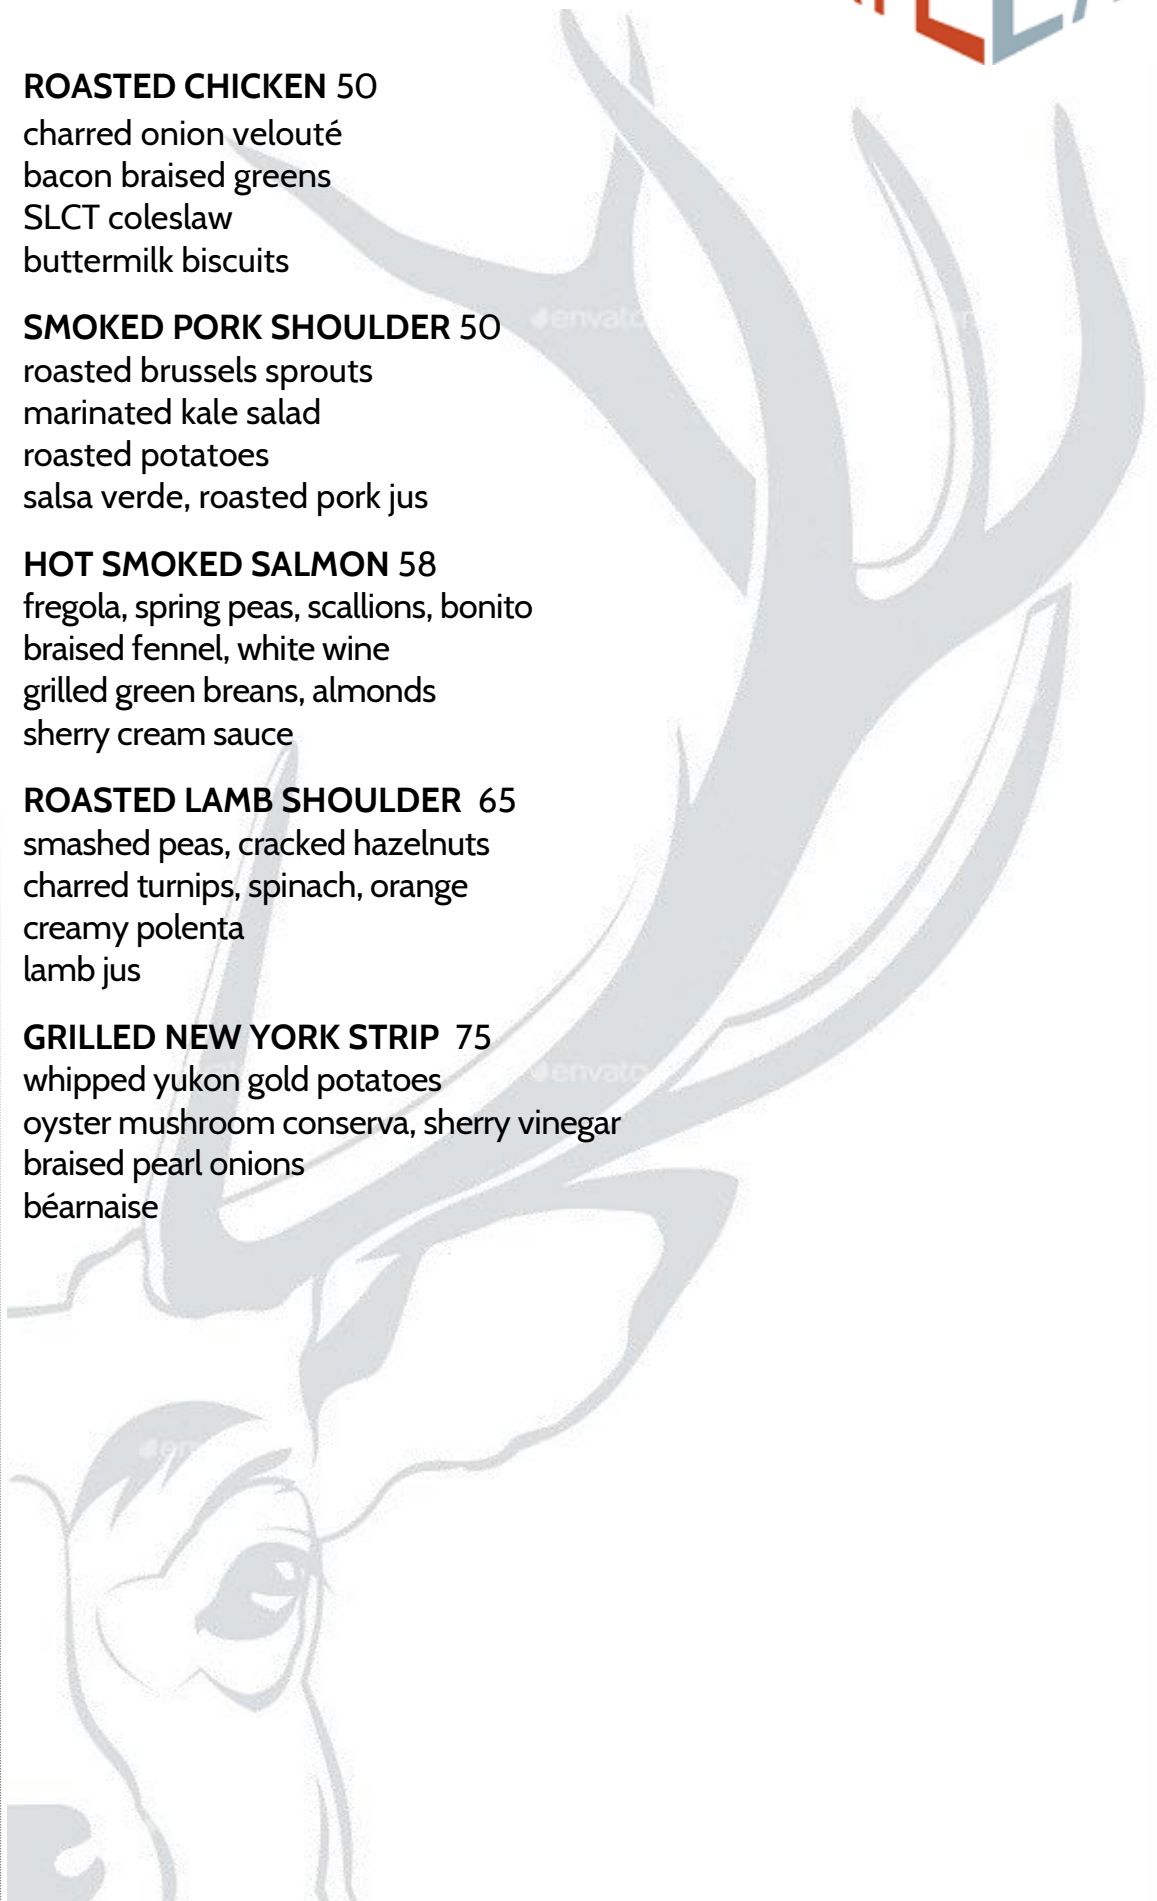 ROASTED CHICKEN 50
charred onion velouté
bacon braised greens
SLCT coleslaw
buttermilk biscuits
SMOKED PORK SHOULDER 50
roasted brussels sprouts
marinated kale salad
roasted potatoes
salsa verde, roasted pork jus
HOT SMOKED SALMON 58
fregola, spring peas, scallions, bonito
braised fennel, white wine
grilled green breans, almonds
sherry cream sauce
ROASTED LAMB SHOULDER 65
smashed peas, cracked hazelnuts
charred turnips, spinach, orange
creamy polenta
lamb jus
GRILLED NEW YORK STRIP 75
whipped yukon gold potatoes
oyster mushroom conserva, sherry vinegar
braised pearl onions
béarnaise